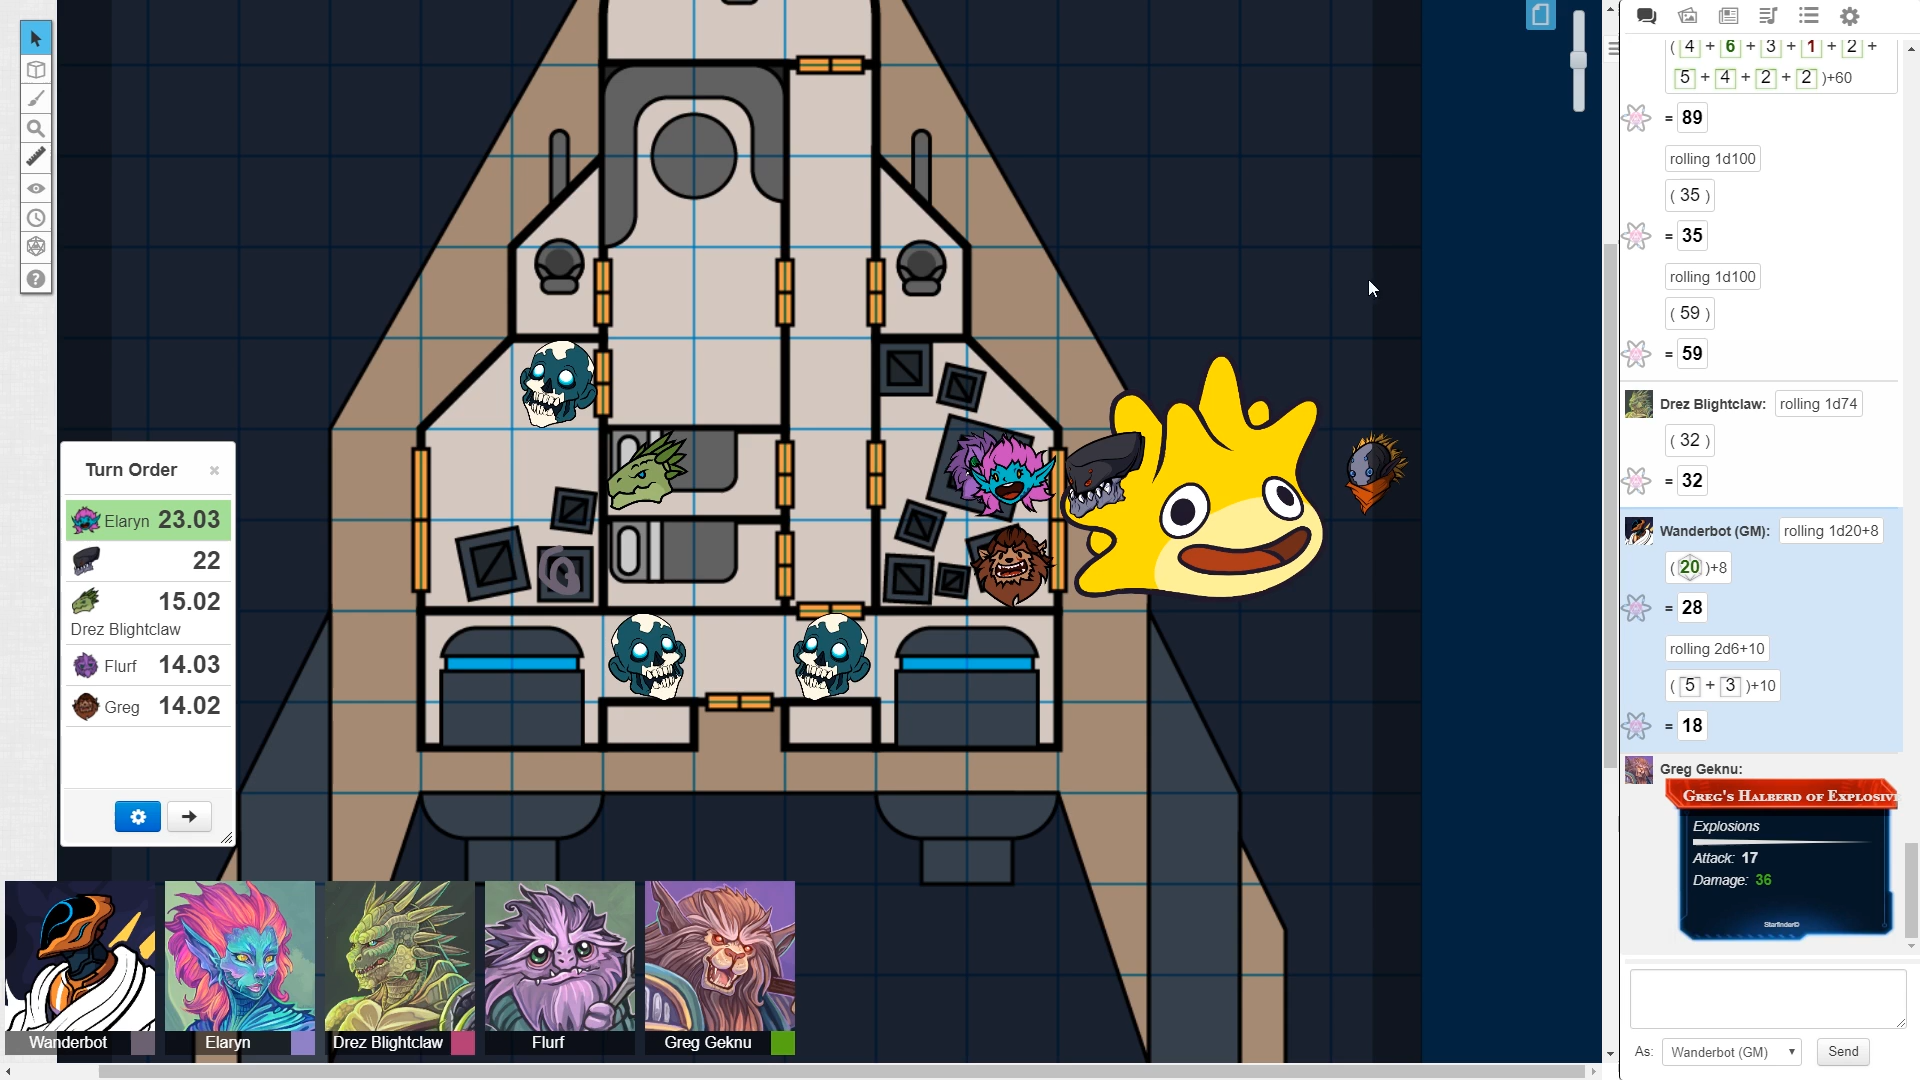 Turn Order ×
Elaryn 23.03
22
15.02
Drez Blightclaw
Flurf 14.03
Greg 14.02
Wanderbot
Elaryn
Drez Blightclaw
Flurf
Greg Geknu
( 4 + 6 + 3 + 1 + 2 +
5 + 4 + 2 + 2 )+60
= 89
rolling 1d100
( 35 )
= 35
rolling 1d100
( 59 )
= 59
Drez Blightclaw: rolling 1d74
( 32 )
= 32
Wanderbot (GM): rolling 1d20+8
( 20 )+8
= 28
rolling 2d6+10
( 5 + 3 )+10
= 18
Greg Geknu:
Greg's Halberd of Explosiv
Explosions
Attack: 17
Damage: 36
Starfinder©
As: Wanderbot (GM)
Send